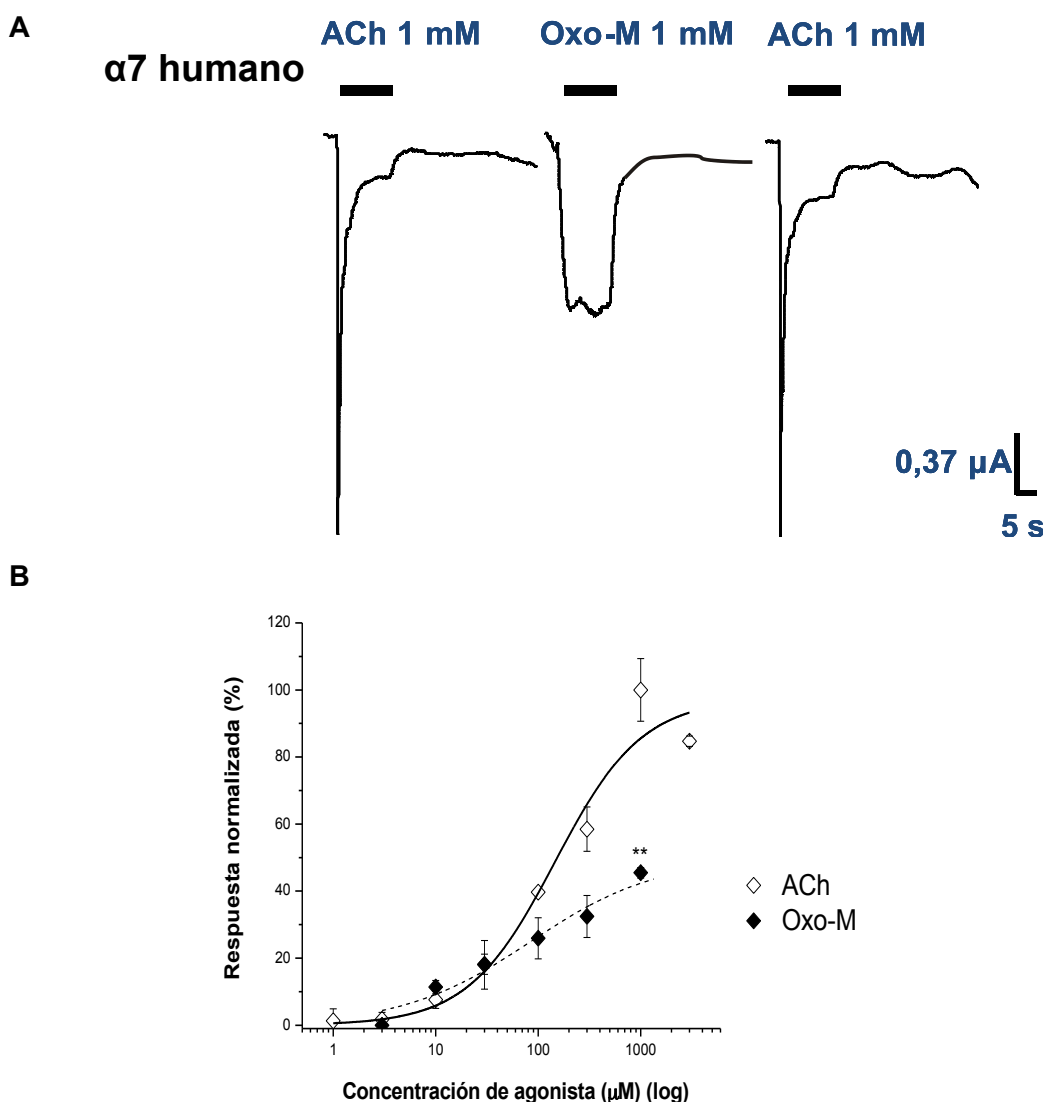 A
ACh 1 mM Oxo-M 1 mM ACh 1 mM
α7 humano
0,37 µA
5 s
B
120
100
80
60
40
20
0
Respuesta normalizada (%)
**
ACh
Oxo-M
1 10 100 1000
Concentración de agonista (µM) (log)